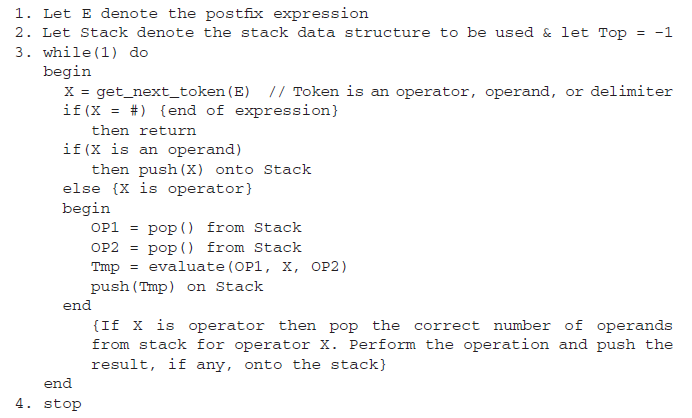 1. Let E denote the postfix expression
2. Let Stack denote the stack data structure to be used & let Top = -1
3. while(1) do
begin
X = get_next_token(E) // Token is an operator, operand, or delimiter
if(X = #) {end of expression}
then return
if(X is an operand)
then push(X) onto Stack
else {X is operator}
begin
OP1 = pop() from Stack
OP2 = pop() from Stack
Tmp = evaluate(OP1, X, OP2)
push(Tmp) on Stack
end
{If X is operator then pop the correct number of operands
from stack for operator X. Perform the operation and push the
result, if any, onto the stack}
end
4. stop